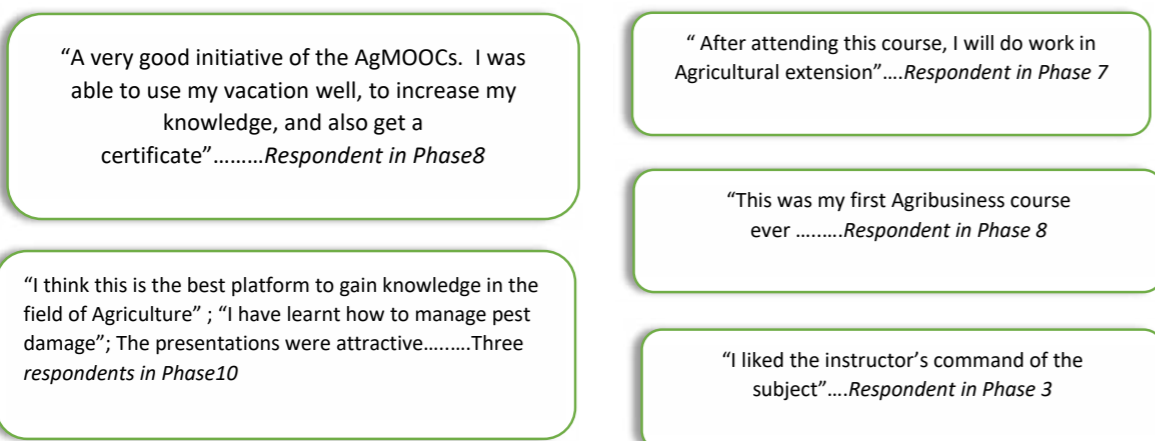 “A very good initiative of the AgMOOCs.  I was
able to use my vacation well, to increase my
knowledge, and also get a
certificate”………Respondent in Phase8
“I think this is the best platform to gain knowledge in the
field of Agriculture” ; “I have learnt how to manage pest
damage”; The presentations were attractive…..….Three
respondents in Phase10
“ After attending this course, I will do work in
Agricultural extension”….Respondent in Phase 7
“This was my first Agribusiness course
ever …..….Respondent in Phase 8
“I liked the instructor’s command of the
subject”….Respondent in Phase 3